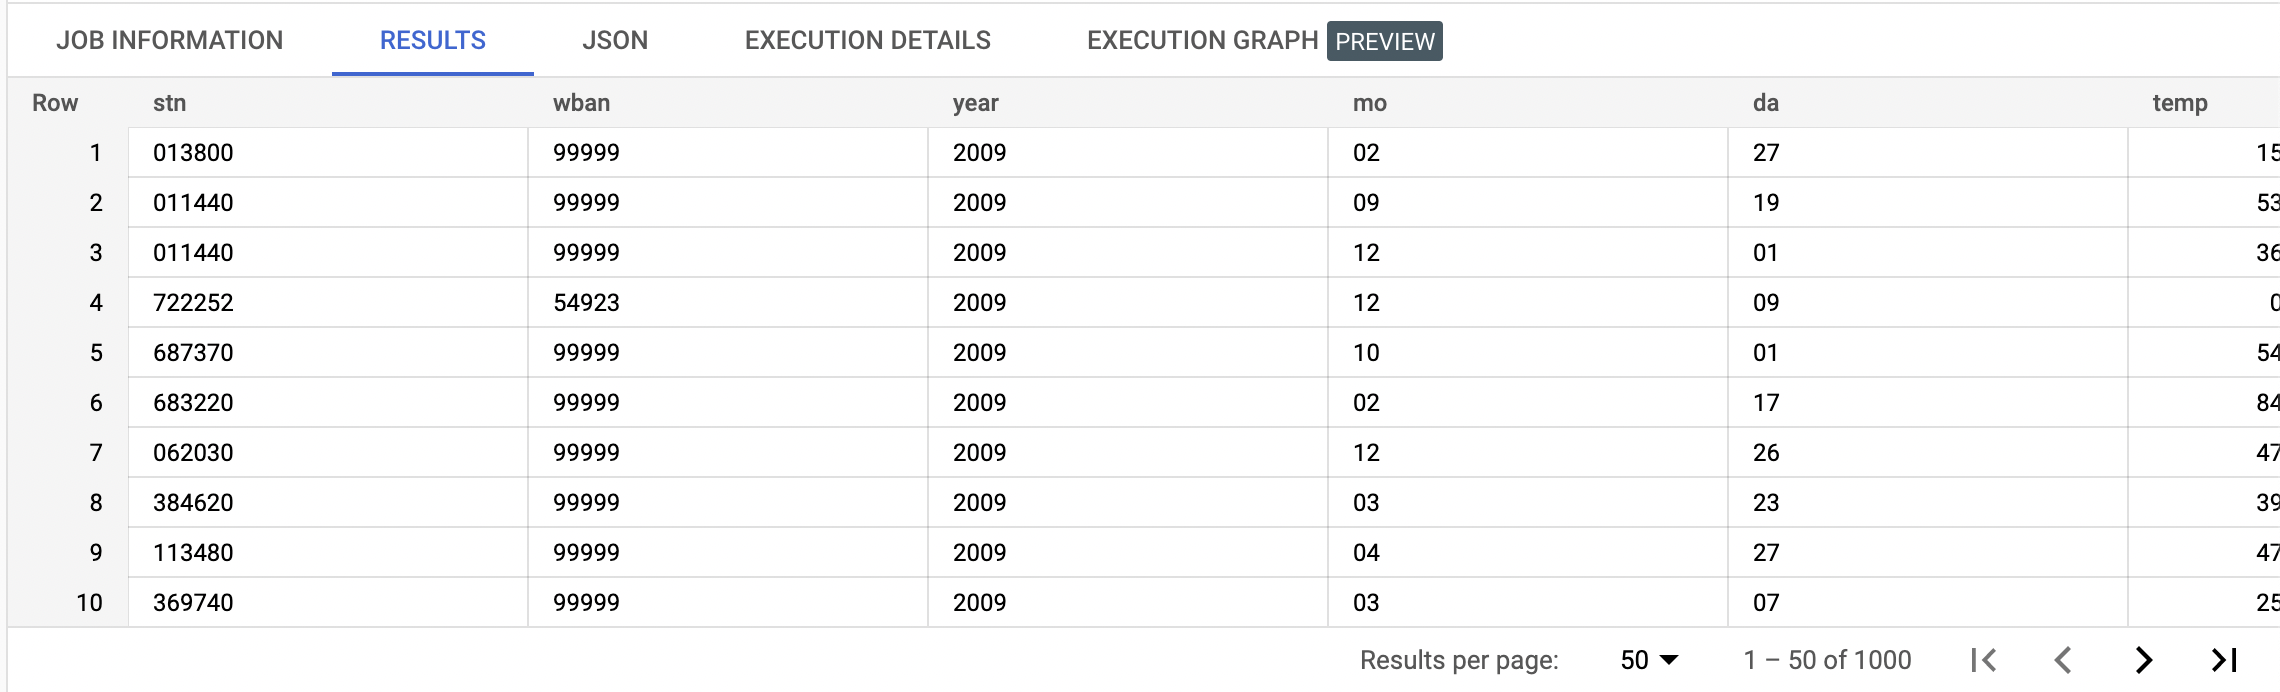 JOB INFORMATION RESULTS JSON EXECUTION DETAILS EXECUTION GRAPH PREVIEW
Row stn wban year mo da temp
1 013800 99999 2009 02 27 15
2 011440 99999 2009 09 19 53
3 011440 99999 2009 12 01 36
4 722252 54923 2009 12 09 0
5 687370 99999 2009 10 01 54
6 683220 99999 2009 02 17 84
7 062030 99999 2009 12 26 47
8 384620 99999 2009 03 23 39
9 113480 99999 2009 04 27 47
10 369740 99999 2009 03 07 25
Results per page: 50 1 – 50 of 1000